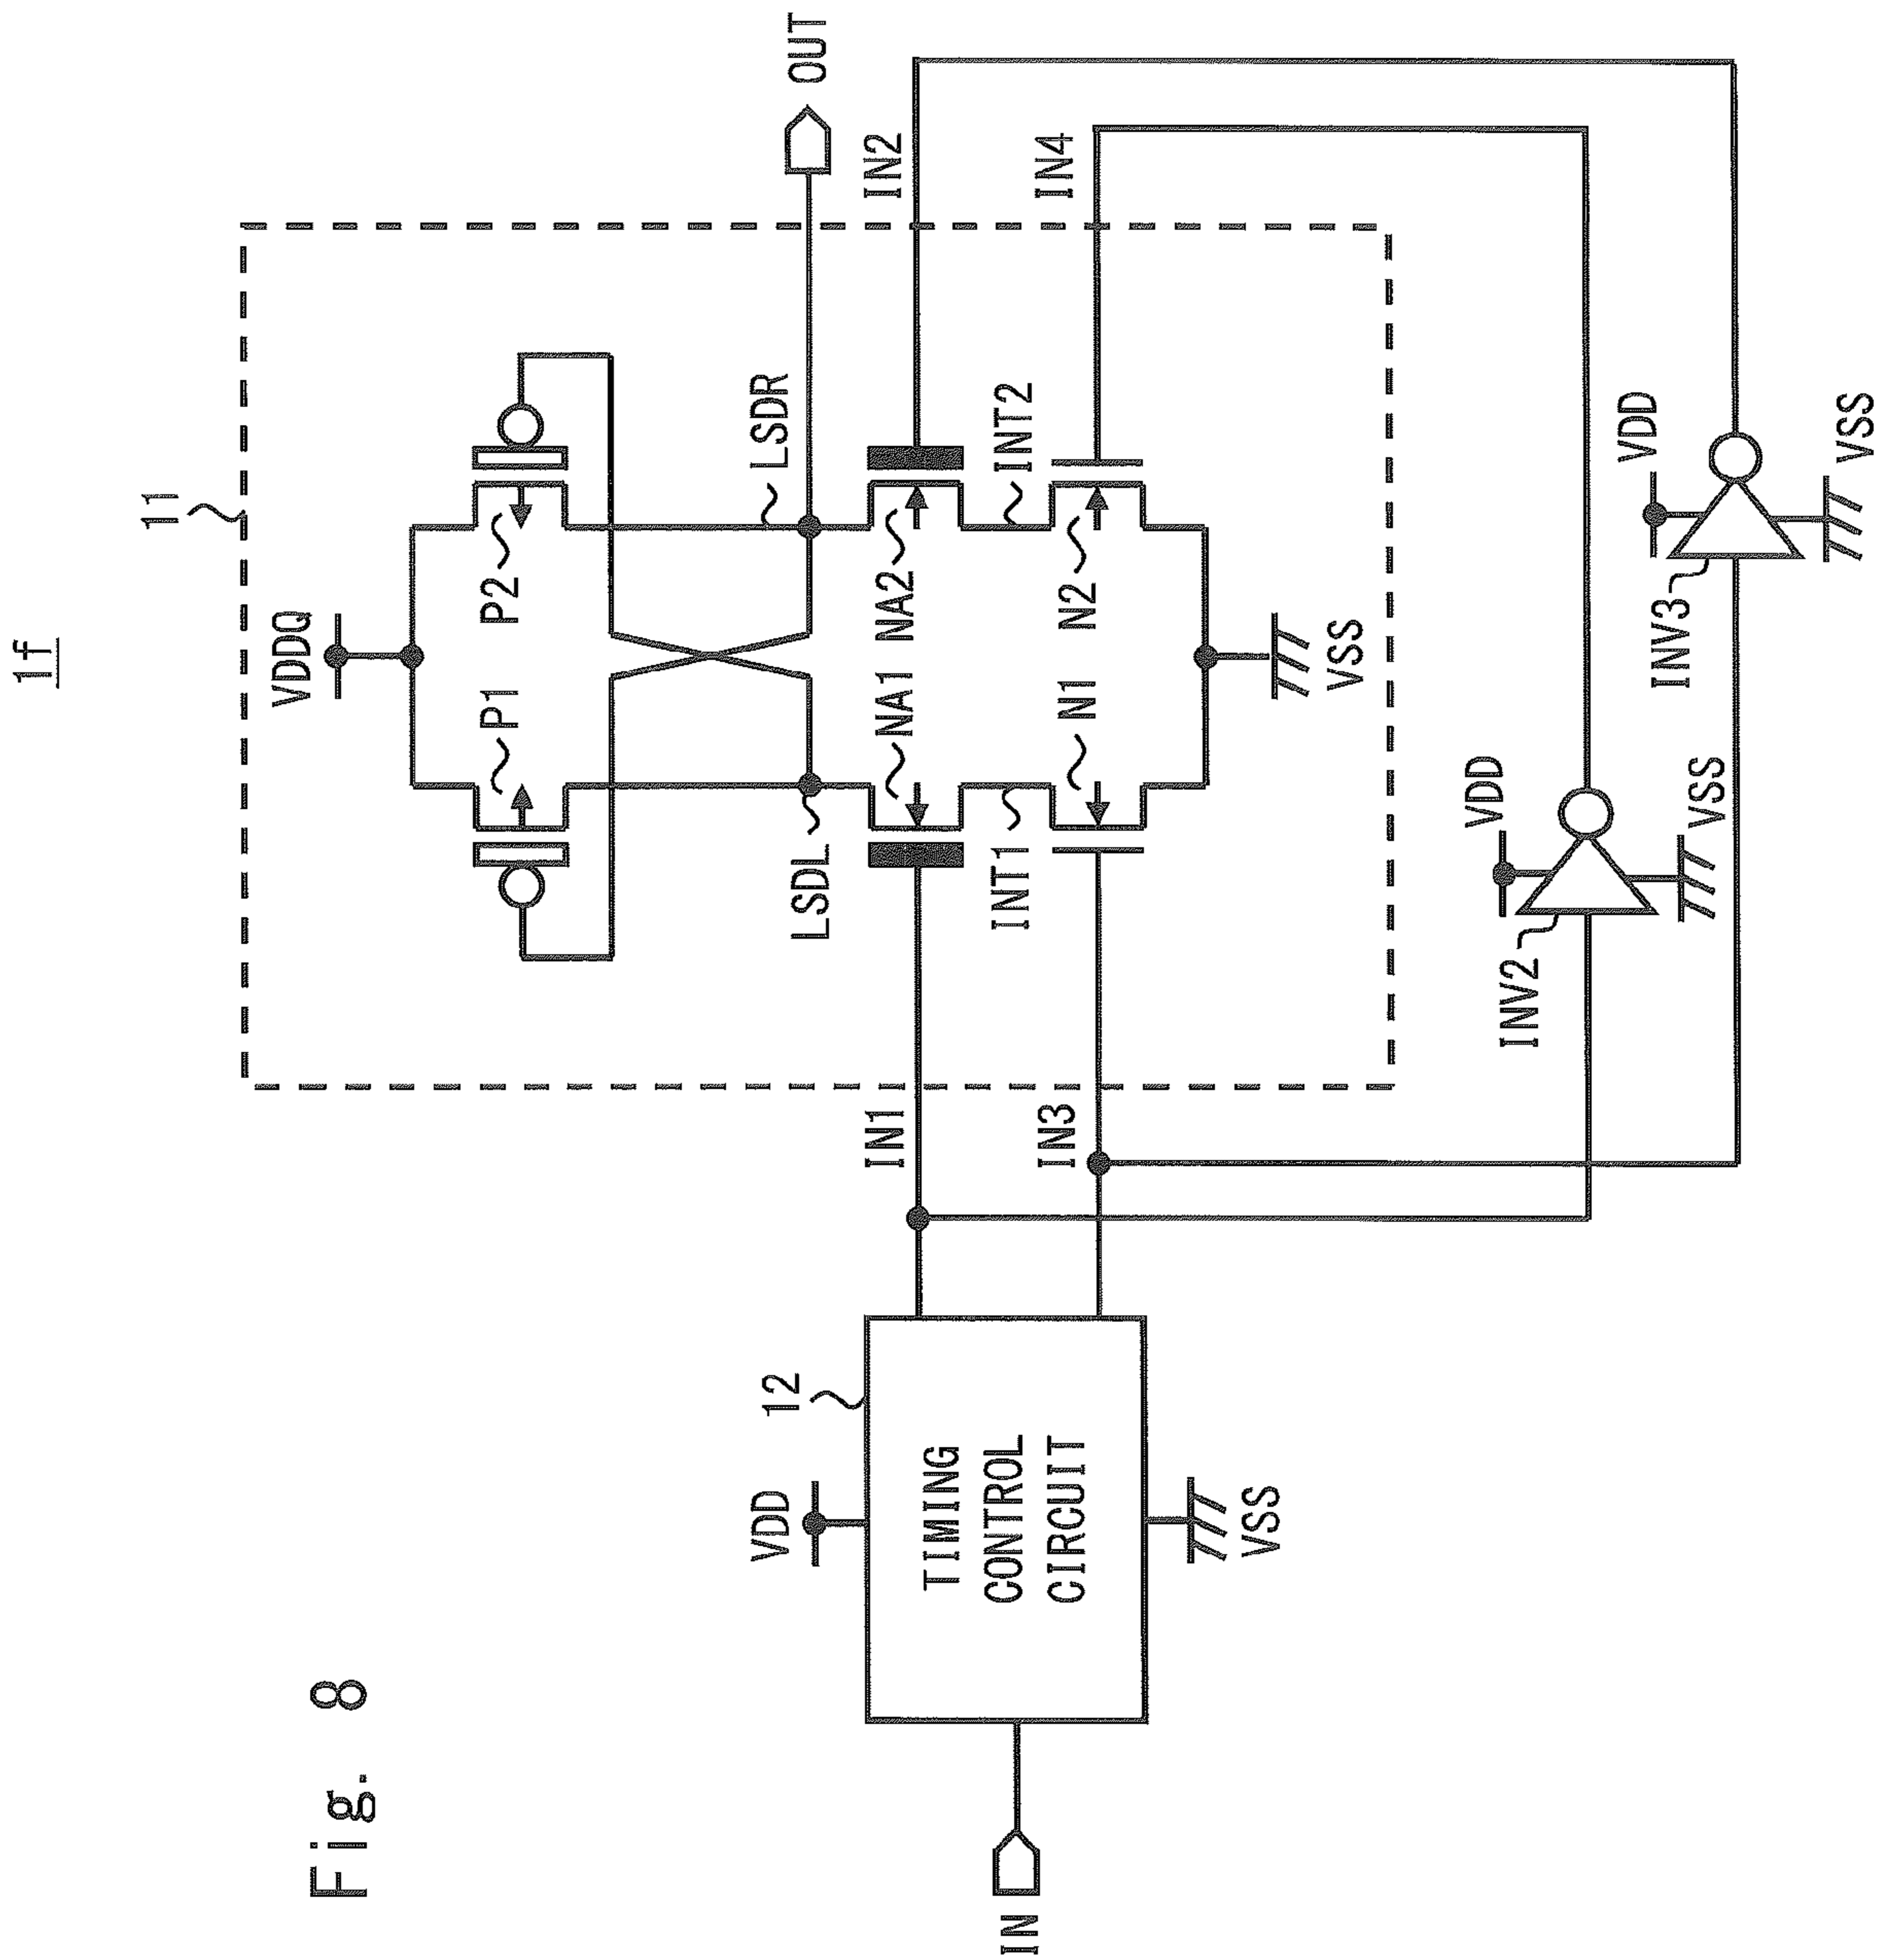 Fig. 8
1f
11
VDDQ
P1
P2
LSDL
LSDR
OUT
NA1
NA2
IN1
IN2
INT1
INT2
N1
N2
IN3
IN4
VSS
12
VDD
TIMING
CONTROL
CIRCUIT
VSS
IN
INV2
VDD
VSS
INV3
VDD
VSS